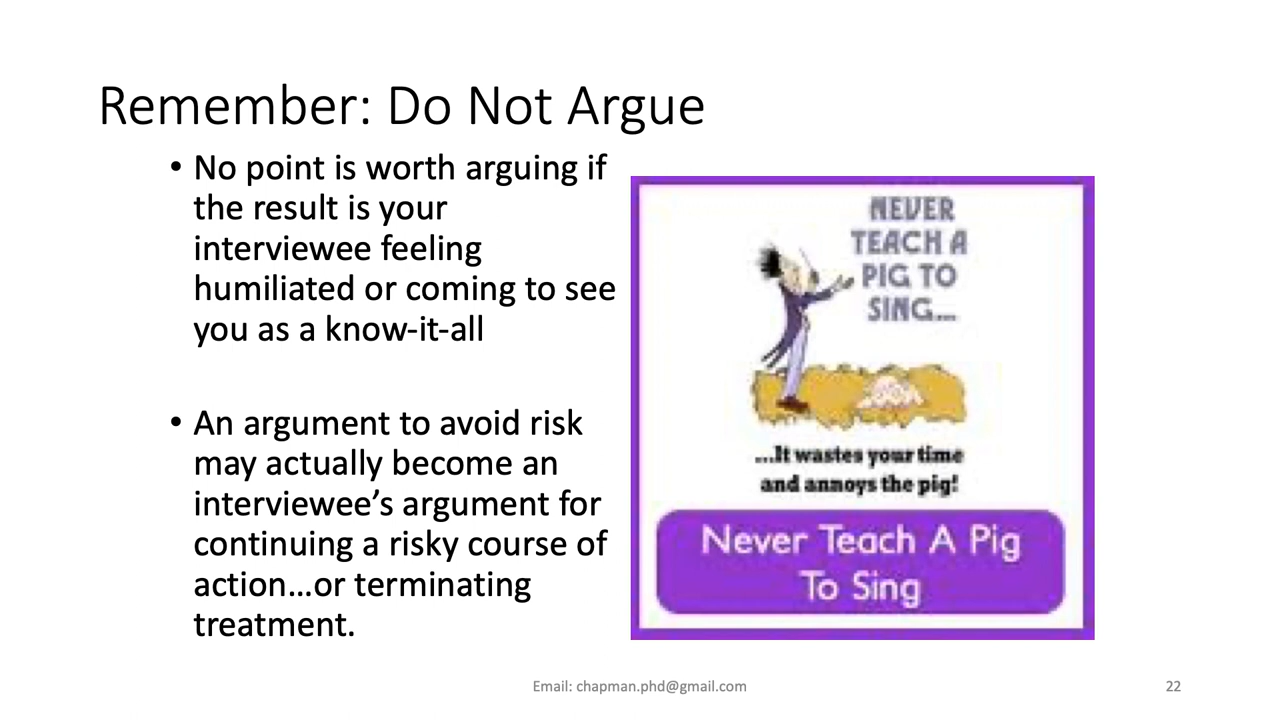 Remember: Do Not Argue
• No point is worth arguing if
the result is your
interviewee feeling
humiliated or coming to see
you as a know-it-all
• An argument to avoid risk
may actually become an
interviewee’s argument for
continuing a risky course of
action…or terminating
treatment.
NEVER
TEACH A
PIG TO
SING...
...It wastes your time
and annoys the pig!
Never Teach A Pig
To Sing
Email: chapman.phd@gmail.com
22